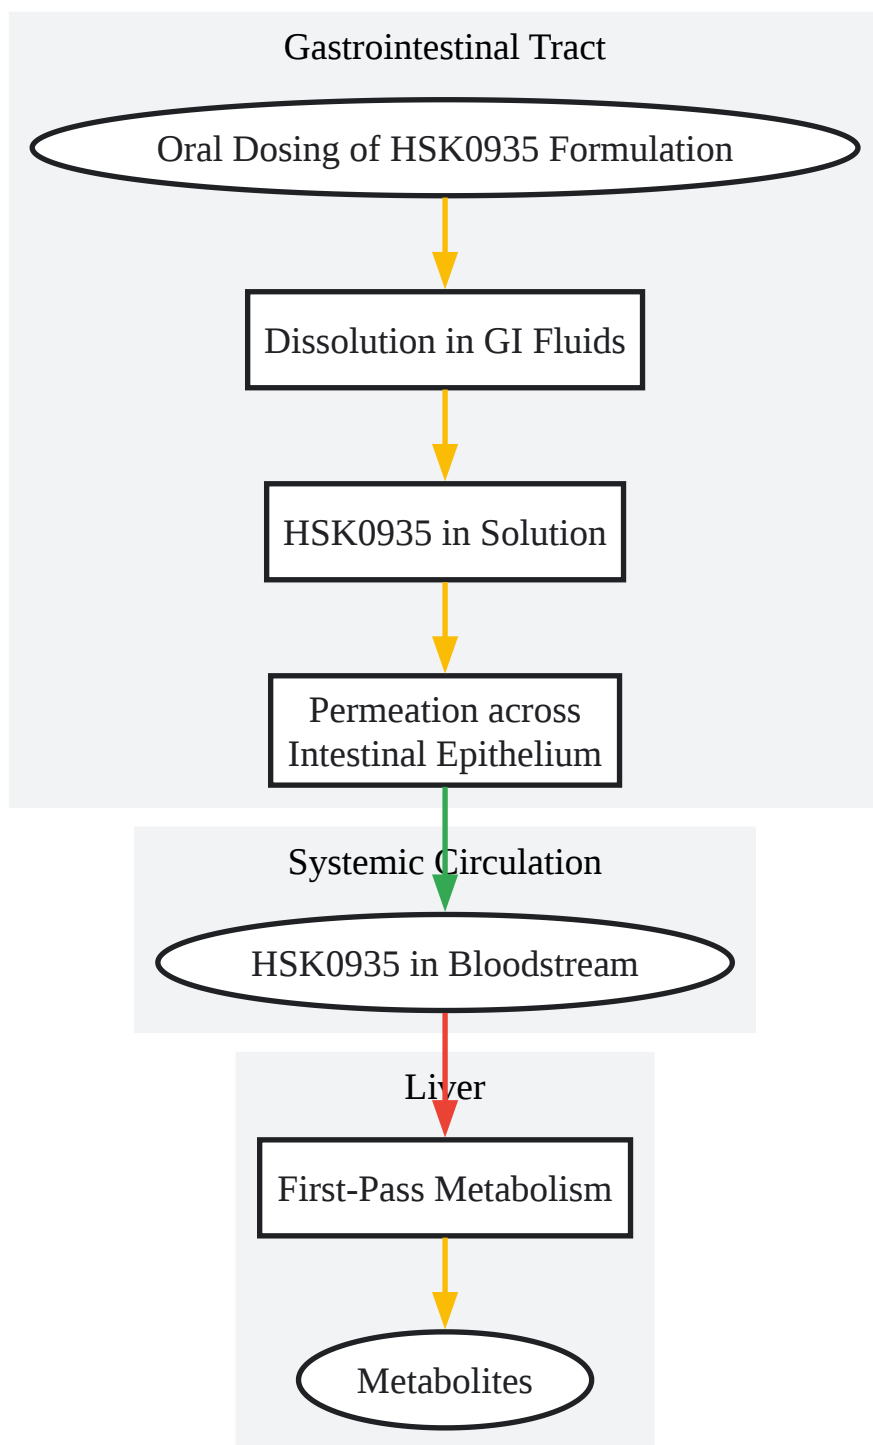 Gastrointestinal Tract
Oral Dosing of HSK0935 Formulation
Dissolution in GI Fluids
HSK0935 in Solution
Permeation across
Intestinal Epithelium
Systemic Circulation
HSK0935 in Bloodstream
Liver
First-Pass Metabolism
Metabolites